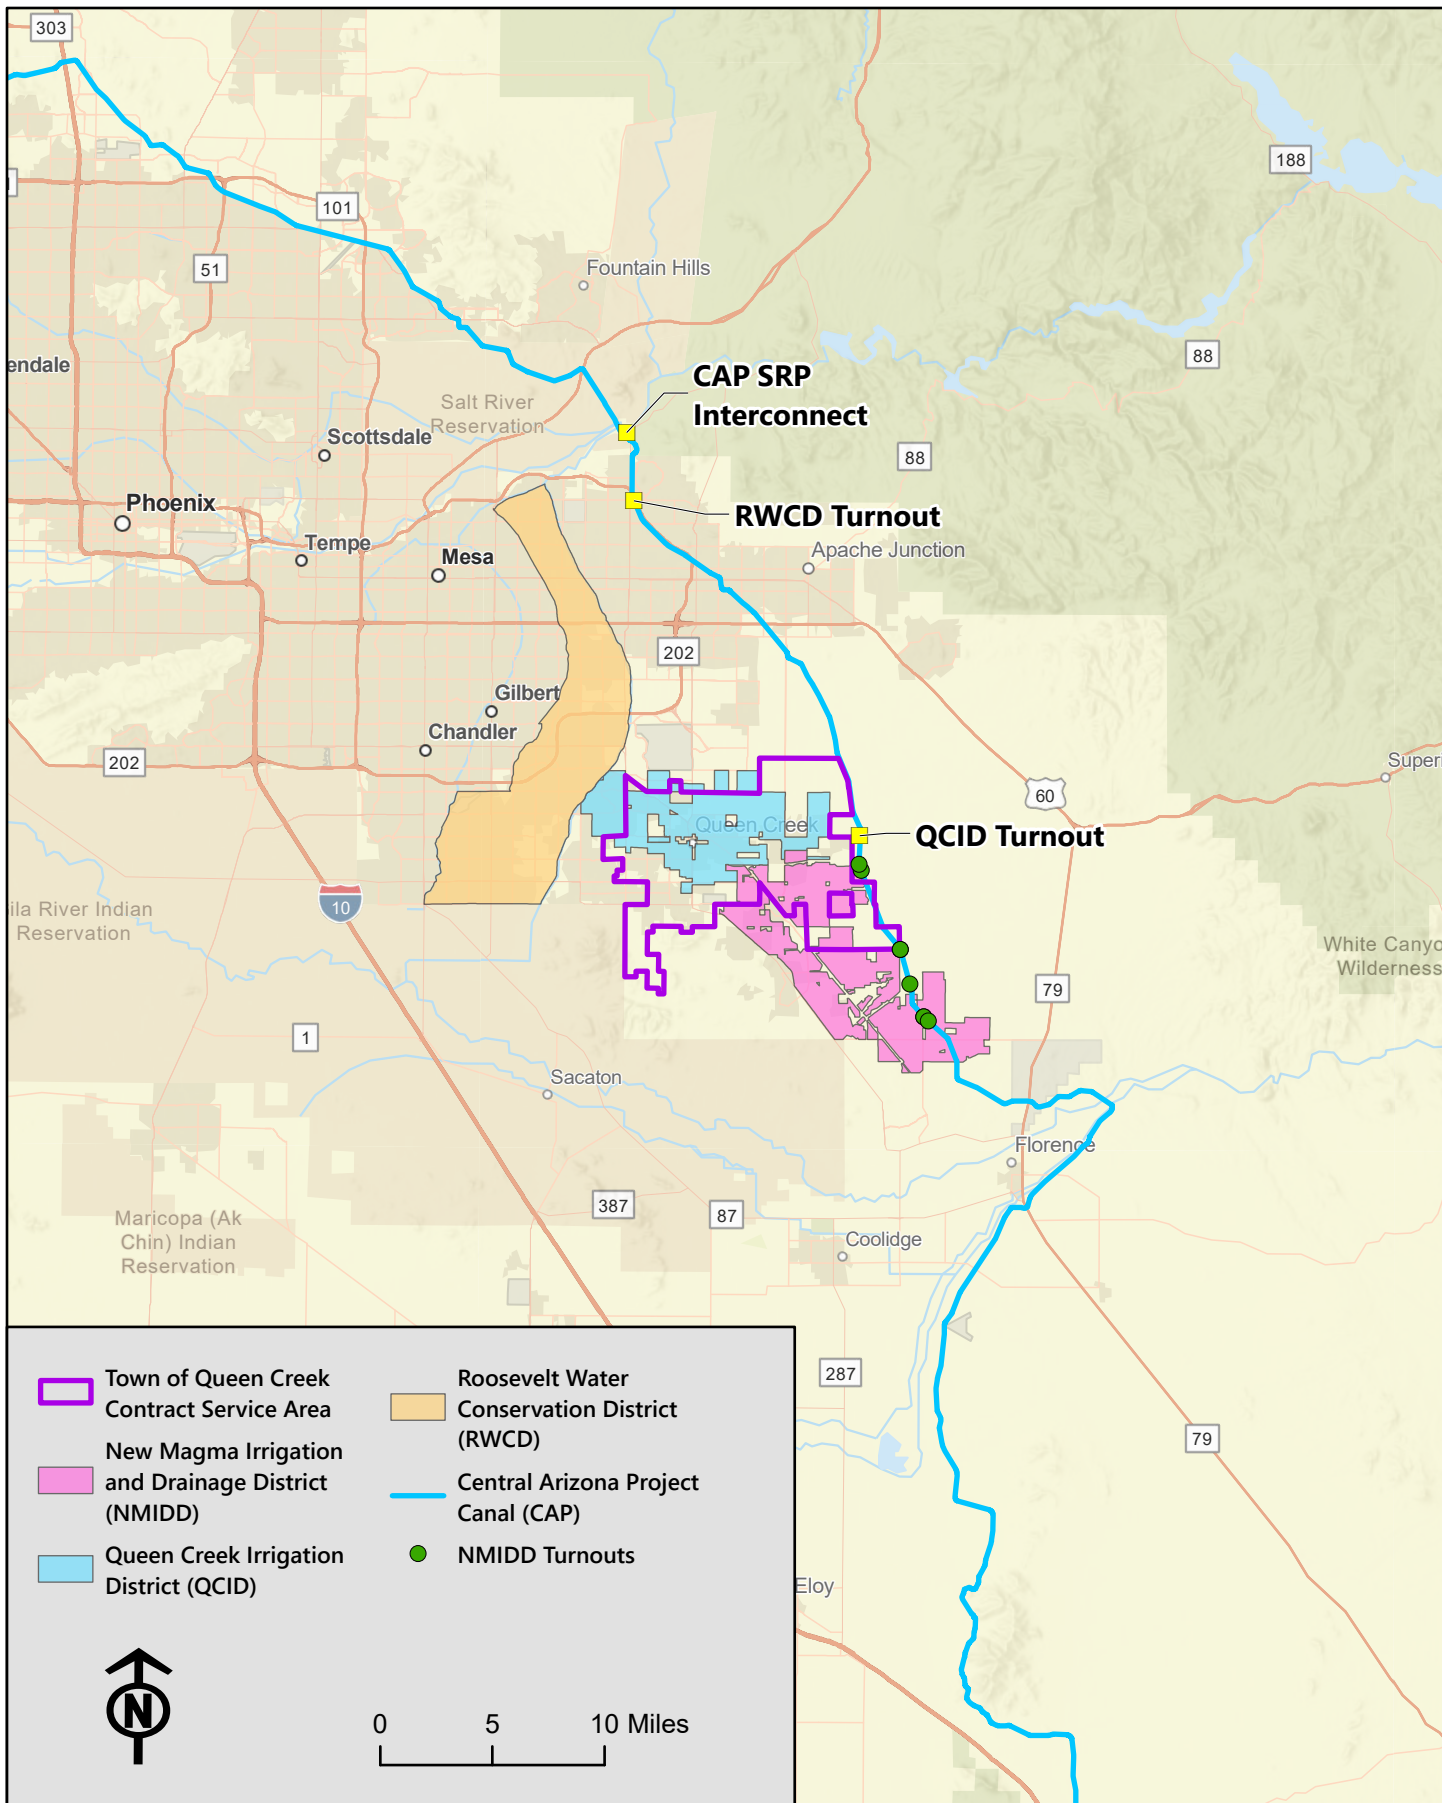 303
188
101
51
Fountain Hills
88
endale
CAP SRP
Interconnect
Salt River
Reservation
Scottsdale
88
Phoenix
RWCD Turnout
Tempe
Mesa
Apache Junction
202
Gilbert
Chandler
202
Super
60
Queen Creek
QCID Turnout
10
ila River Indian
Reservation
White Canyo
Wilderness
79
1
Sacaton
Florence
387
87
Maricopa (Ak
Chin) Indian
Reservation
Coolidge
287
79
Eloy
Town of Queen Creek
Contract Service Area
New Magma Irrigation
and Drainage District
(NMIDD)
Queen Creek Irrigation
District (QCID)
Roosevelt Water
Conservation District
(RWCD)
Central Arizona Project
Canal (CAP)
NMIDD Turnouts
N
0 5 10 Miles